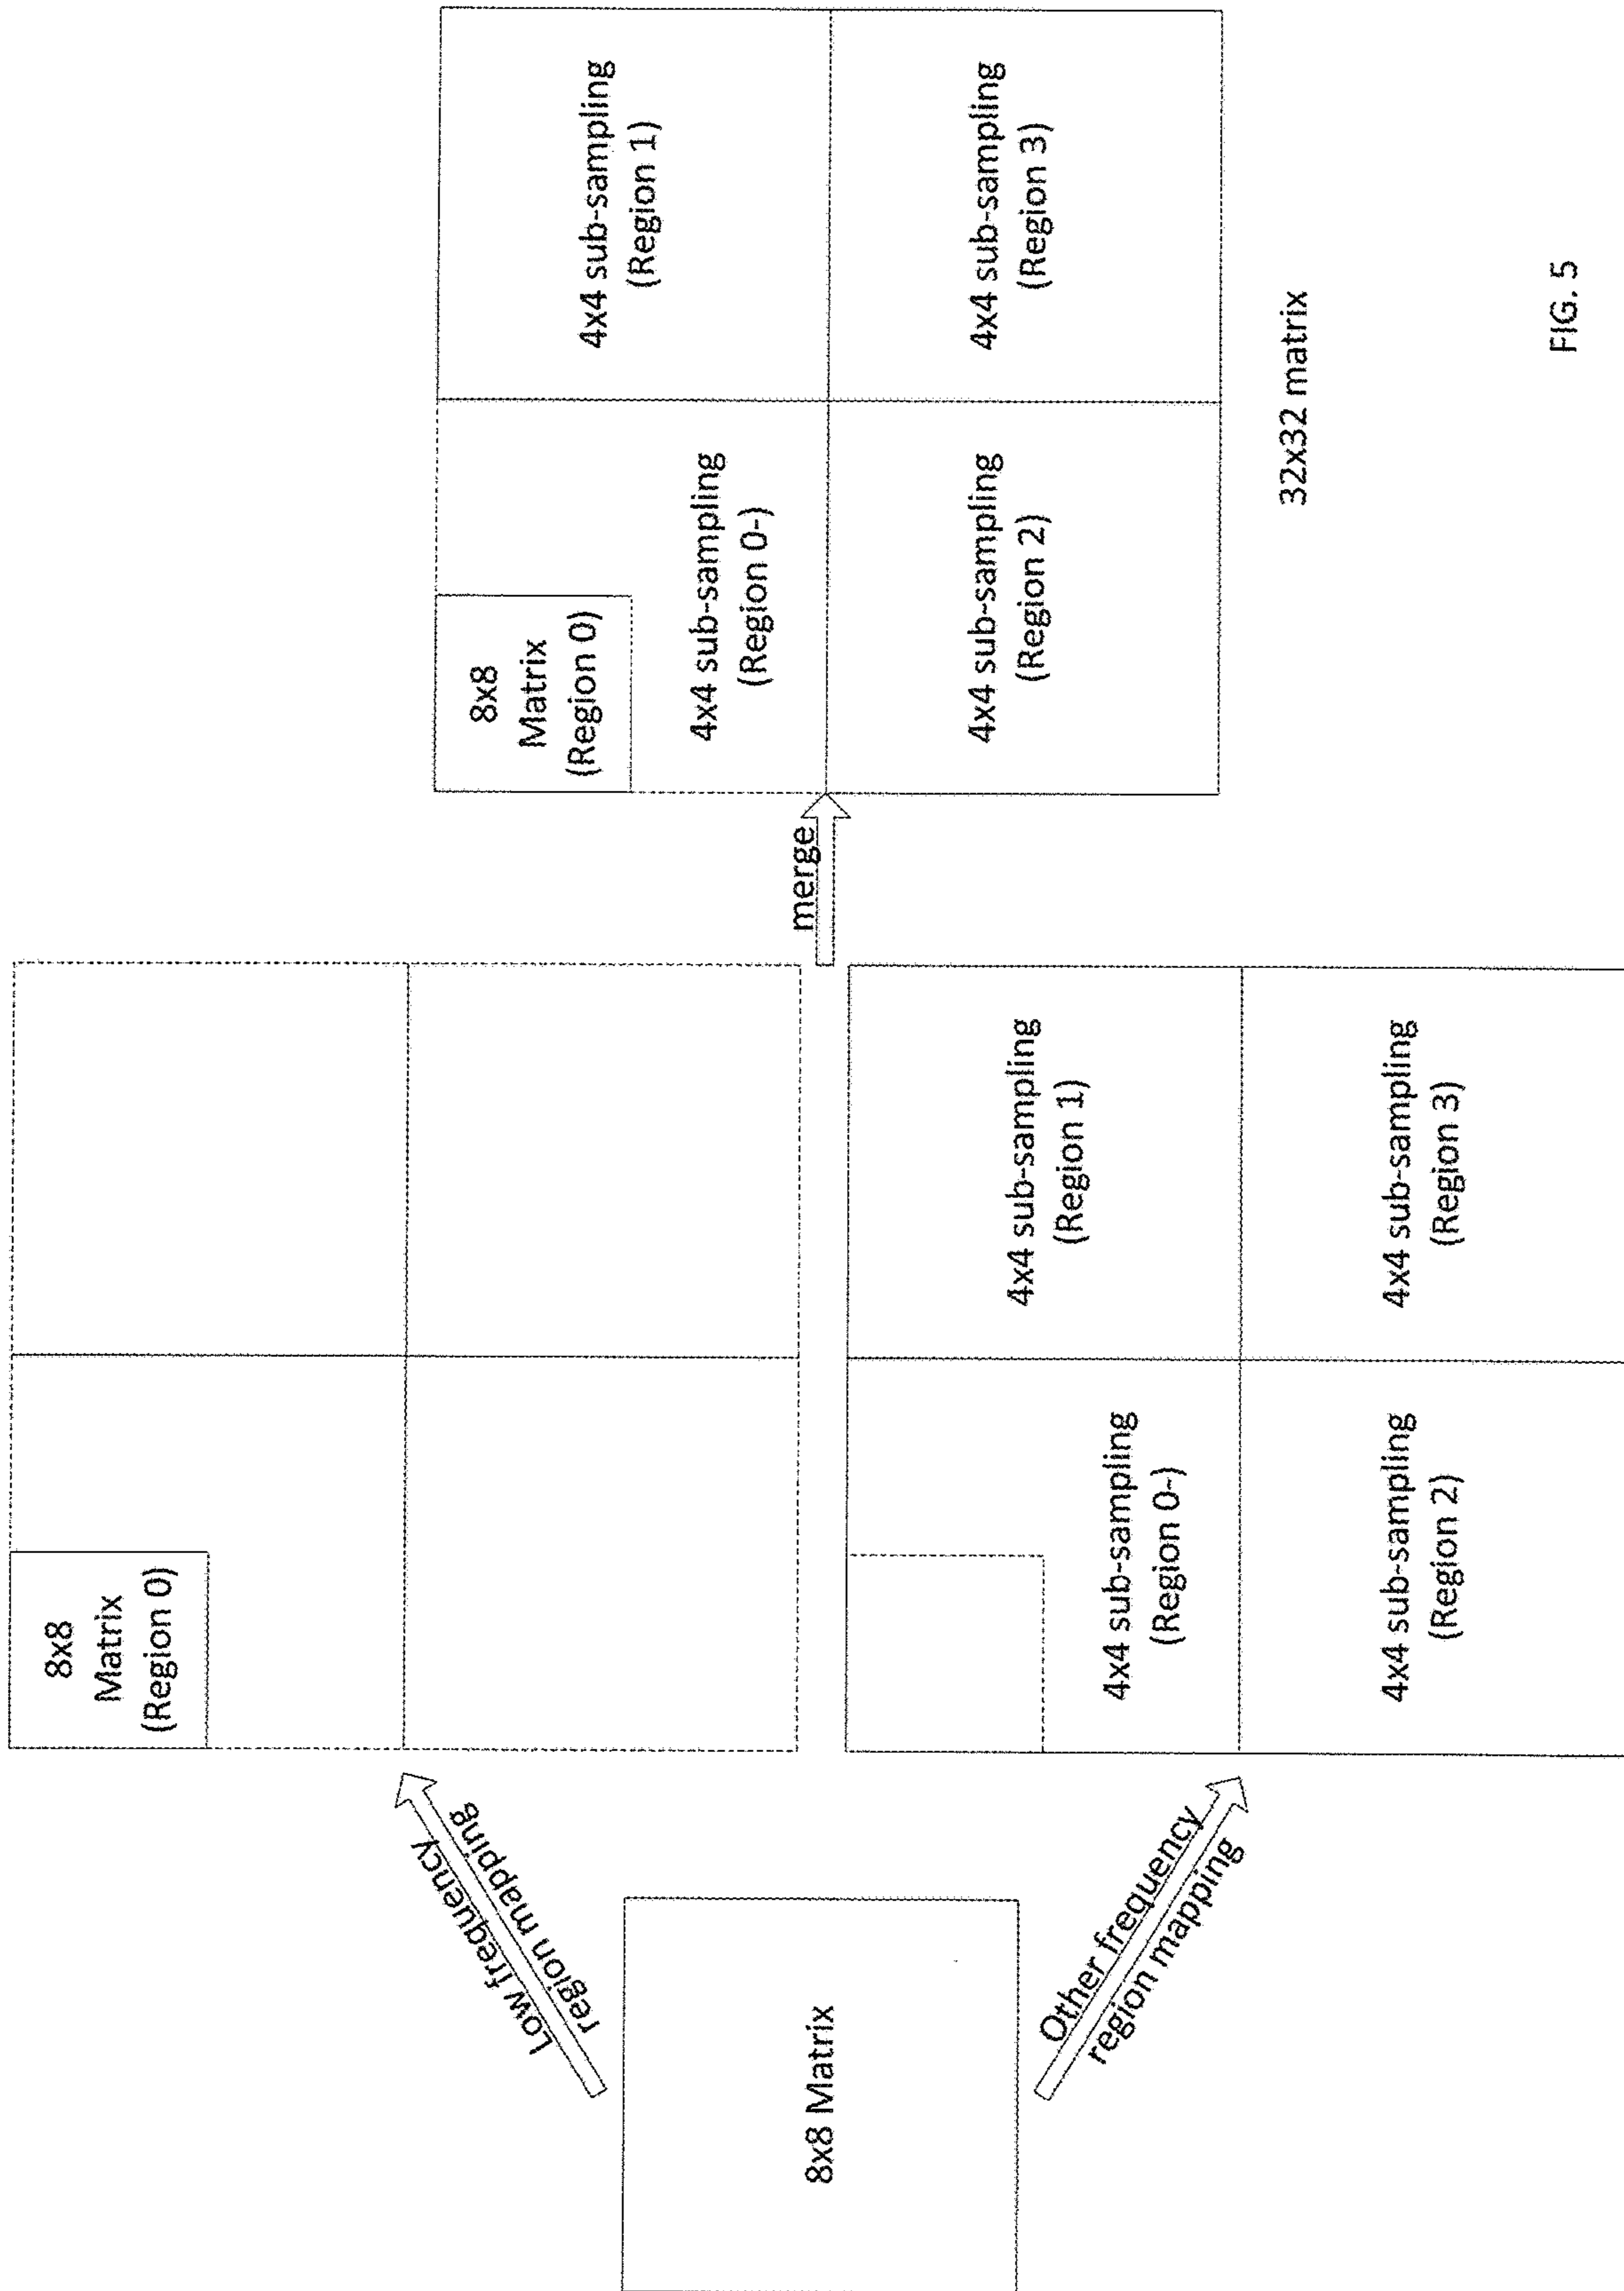 8x8 Matrix
Low frequency
region mapping
Other frequency
region mapping
8x8
Matrix
(Region 0)
4x4 sub-sampling
(Region 0-)
4x4 sub-sampling
(Region 1)
4x4 sub-sampling
(Region 2)
4x4 sub-sampling
(Region 3)
merge
8x8
Matrix
(Region 0)
4x4 sub-sampling
(Region 0-)
4x4 sub-sampling
(Region 1)
4x4 sub-sampling
(Region 2)
4x4 sub-sampling
(Region 3)
32x32 matrix
FIG. 5